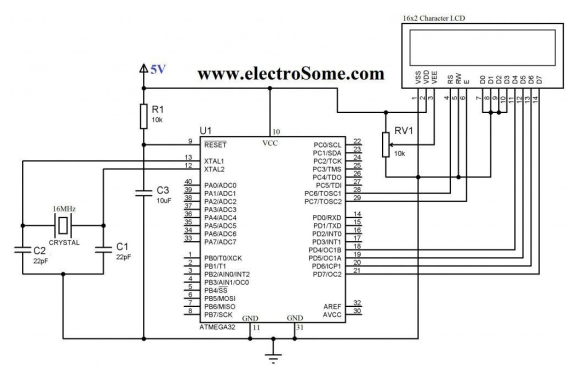 16x2 Character LCD
VSS VDD VEE RS RW E D0 D1 D2 D3 D4 D5 D6 D7
1 2 3 4 5 6 7 8 9 10 11 12 13 14
5V
www.electroSome.com
R1
10k
RV1
10k
U1
10
VCC
9 RESET
13 XTAL1
12 XTAL2
40 PA0/ADC0
39 PA1/ADC1
38 PA2/ADC2
37 PA3/ADC3
36 PA4/ADC4
35 PA5/ADC5
34 PA6/ADC6
33 PA7/ADC7
1 PB0/T0/XCK
2 PB1/T1
3 PB2/AIN0/INT2
4 PB3/AIN1/OC0
5 PB4/SS
6 PB5/MOSI
7 PB6/MISO
8 PB7/SCK
PC0/SCL 22
PC1/SDA 23
PC2/TCK 24
PC3/TMS 25
PC4/TDO 26
PC5/TDI 27
PC6/TOSC1 28
PC7/TOSC2 29
PD0/RXD 14
PD1/TXD 15
PD2/INT0 16
PD3/INT1 17
PD4/OC1B 18
PD5/OC1A 19
PD6/ICP1 20
PD7/OC2 21
AREF 32
AVCC 30
GND GND
ATMEGA32 11 31
C3
10uF
16MHz
CRYSTAL
C2
22pF
C1
22pF